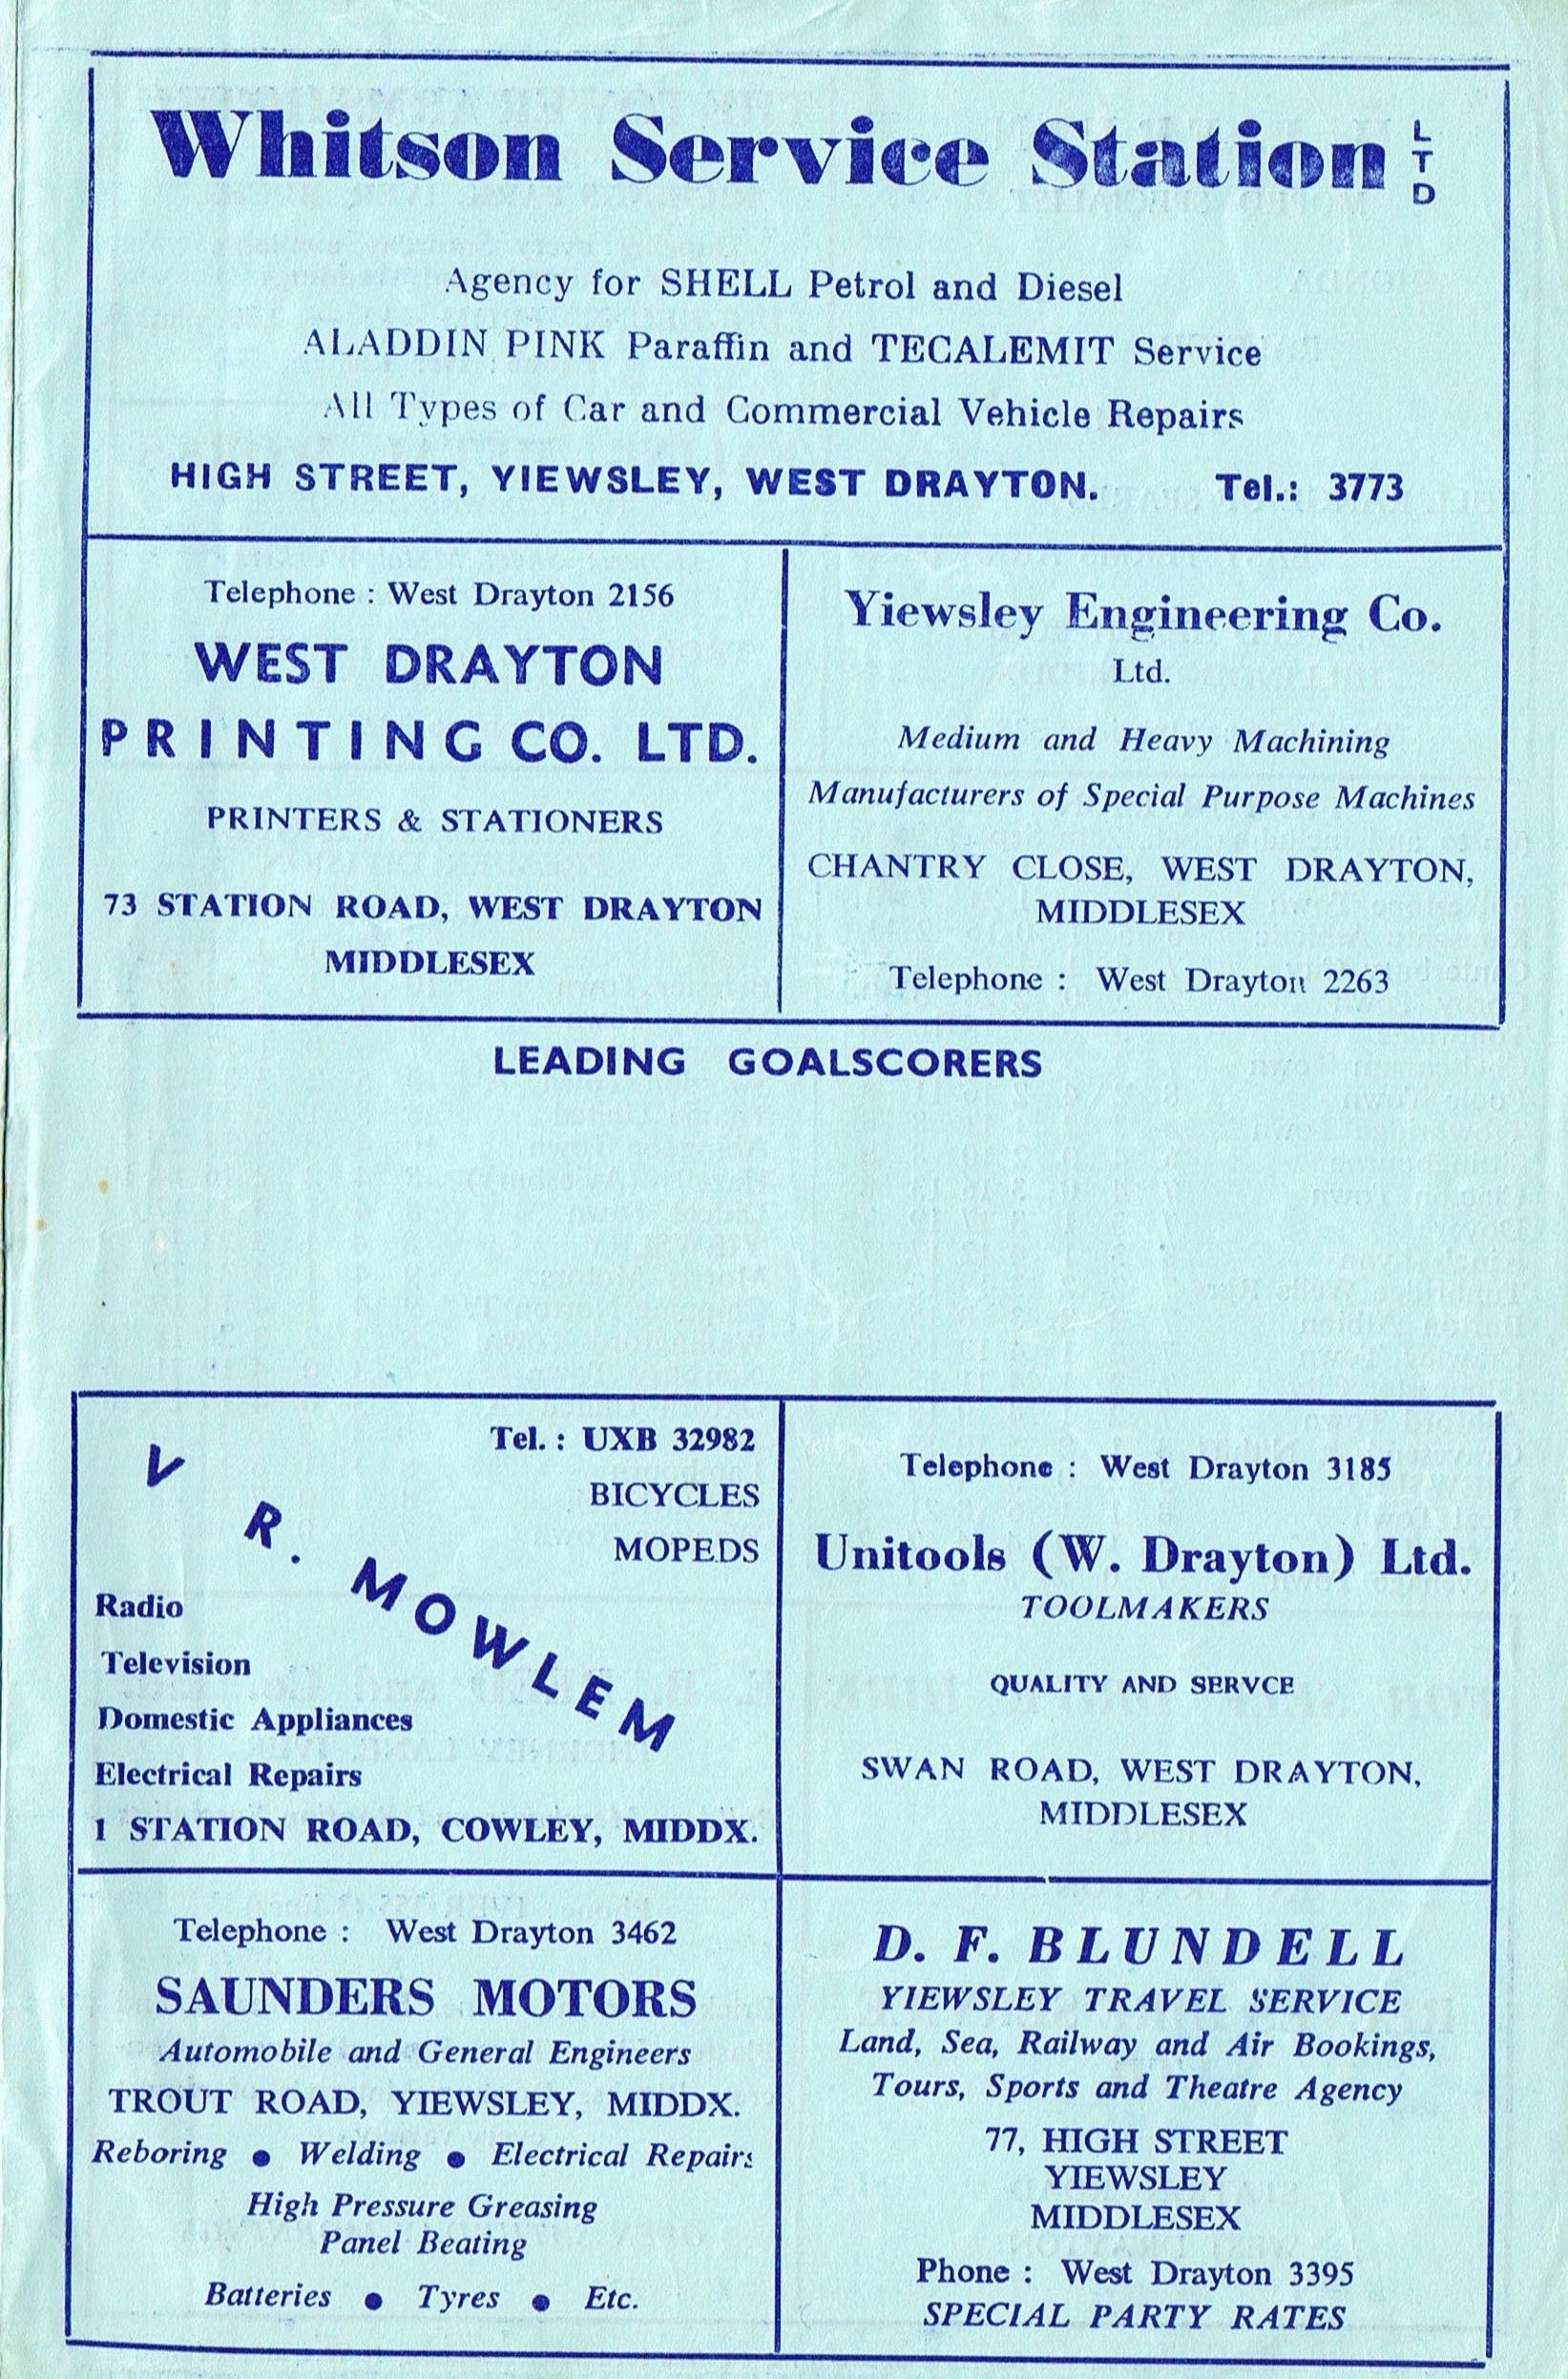 Whitson Service Station LTD
Agency for SHELL Petrol and Diesel
ALADDIN PINK Paraffin and TECALEMIT Service
All Types of Car and Commercial Vehicle Repairs
HIGH STREET, YIEWSLEY, WEST DRAYTON. Tel.: 3773
Telephone : West Drayton 2156
WEST DRAYTON
PRINTING CO. LTD.
PRINTERS & STATIONERS
73 STATION ROAD, WEST DRAYTON
MIDDLESEX
Yiewsley Engineering Co.
Ltd.
Medium and Heavy Machining
Manufacturers of Special Purpose Machines
CHANTRY CLOSE, WEST DRAYTON,
MIDDLESEX
Telephone : West Drayton 2263
LEADING GOALSCORERS
Tel. : UXB 32982
BICYCLES
MOPEDS
V R. MOWLEM
Radio
Television
Domestic Appliances
Electrical Repairs
1 STATION ROAD, COWLEY, MIDDX.
Telephone : West Drayton 3185
Unitools (W. Drayton) Ltd.
TOOLMAKERS
QUALITY AND SERVCE
SWAN ROAD, WEST DRAYTON,
MIDDLESEX
Telephone : West Drayton 3462
SAUNDERS MOTORS
Automobile and General Engineers
TROUT ROAD, YIEWSLEY, MIDDX.
Reboring ● Welding ● Electrical Repairs
High Pressure Greasing
Panel Beating
Batteries ● Tyres ● Etc.
D. F. BLUNDELL
YIEWSLEY TRAVEL SERVICE
Land, Sea, Railway and Air Bookings,
Tours, Sports and Theatre Agency
77, HIGH STREET
YIEWSLEY
MIDDLESEX
Phone : West Drayton 3395
SPECIAL PARTY RATES